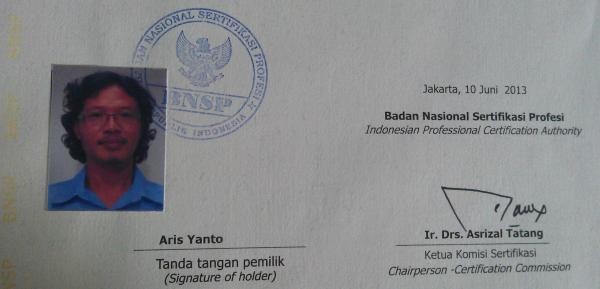 BADAN NASIONAL SERTIFIKASI PROFESI
BNSP
REPUBLIK INDONESIA
Jakarta, 10 Juni 2013
Badan Nasional Sertifikasi Profesi
Indonesian Professional Certification Authority
Aris Yanto
Tanda tangan pemilik
(Signature of holder)
Ir. Drs. Asrizal Tatang
Ketua Komisi Sertifikasi
Chairperson -Certification Commission